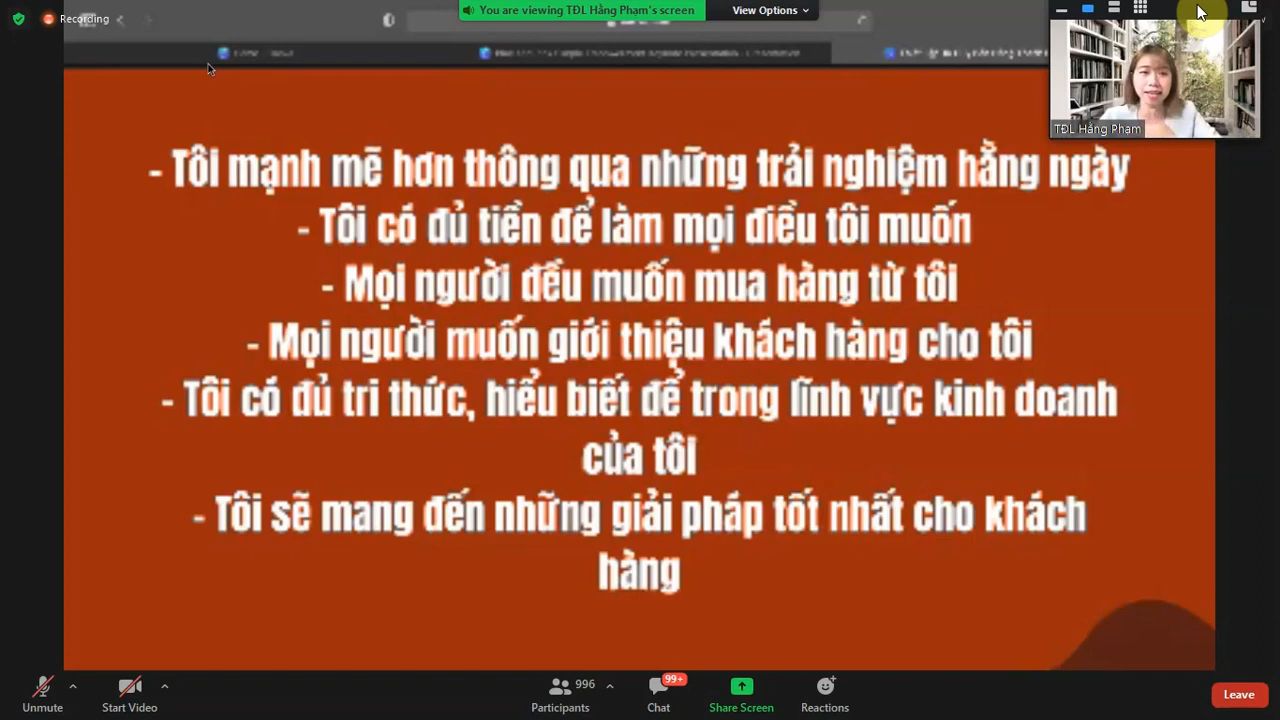 Recording
You are viewing TĐL Hằng Phạm's screen
View Options
TĐL Hằng Phạm
- Tôi mạnh mẽ hơn thông qua những trải nghiệm hằng ngày
- Tôi có đủ tiền để làm mọi điều tôi muốn
- Mọi người đều muốn mua hàng từ tôi
- Mọi người muốn giới thiệu khách hàng cho tôi
- Tôi có đủ tri thức, hiểu biết để trong lĩnh vực kinh doanh
của tôi
- Tôi sẽ mang đến những giải pháp tốt nhất cho khách
hàng
Unmute
Start Video
996
Participants
99+
Chat
Share Screen
Reactions
Leave